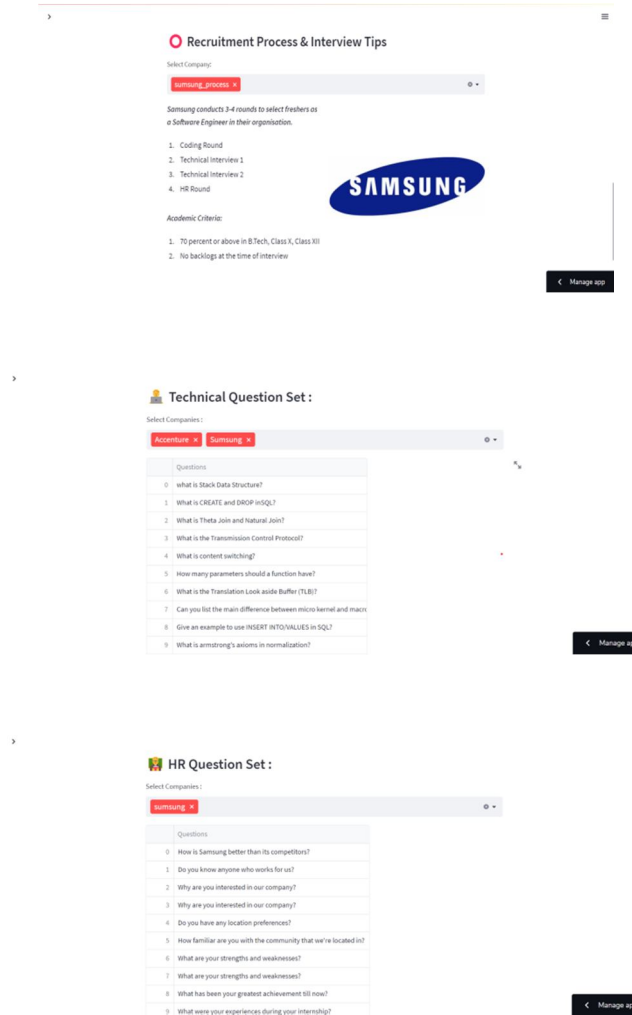 Recruitment Process & Interview Tips
Select Company:
sumsung_process ×
Samsung conducts 3-4 rounds to select freshers as
a Software Engineer in their organisation.
1. Coding Round
2. Technical Interview 1
3. Technical Interview 2
4. HR Round
SAMSUNG
Academic Criteria:
1. 70 percent or above in B.Tech, Class X, Class XII
2. No backlogs at the time of interview
< Manage app
Technical Question Set :
Select Companies :
Accenture × Sumsung ×
Questions
0 what is Stack Data Structure?
1 What is CREATE and DROP inSQL?
2 What is Theta Join and Natural Join?
3 What is the Transmission Control Protocol?
4 What is content switching?
5 How many parameters should a function have?
6 What is the Translation Look aside Buffer (TLB)?
7 Can you list the main difference between micro kernel and macro
8 Give an example to use INSERT INTO/VALUES in SQL?
9 What is armstrong's axioms in normalization?
< Manage ap
HR Question Set :
Select Companies :
sumsung ×
Questions
0 How is Samsung better than its competitors?
1 Do you know anyone who works for us?
2 Why are you interested in our company?
3 Why are you interested in our company?
4 Do you have any location preferences?
5 How familiar are you with the community that we're located in?
6 What are your strengths and weaknesses?
7 What are your strengths and weaknesses?
8 What has been your greatest achievement till now?
9 What were your experiences during your internship?
< Manage ap